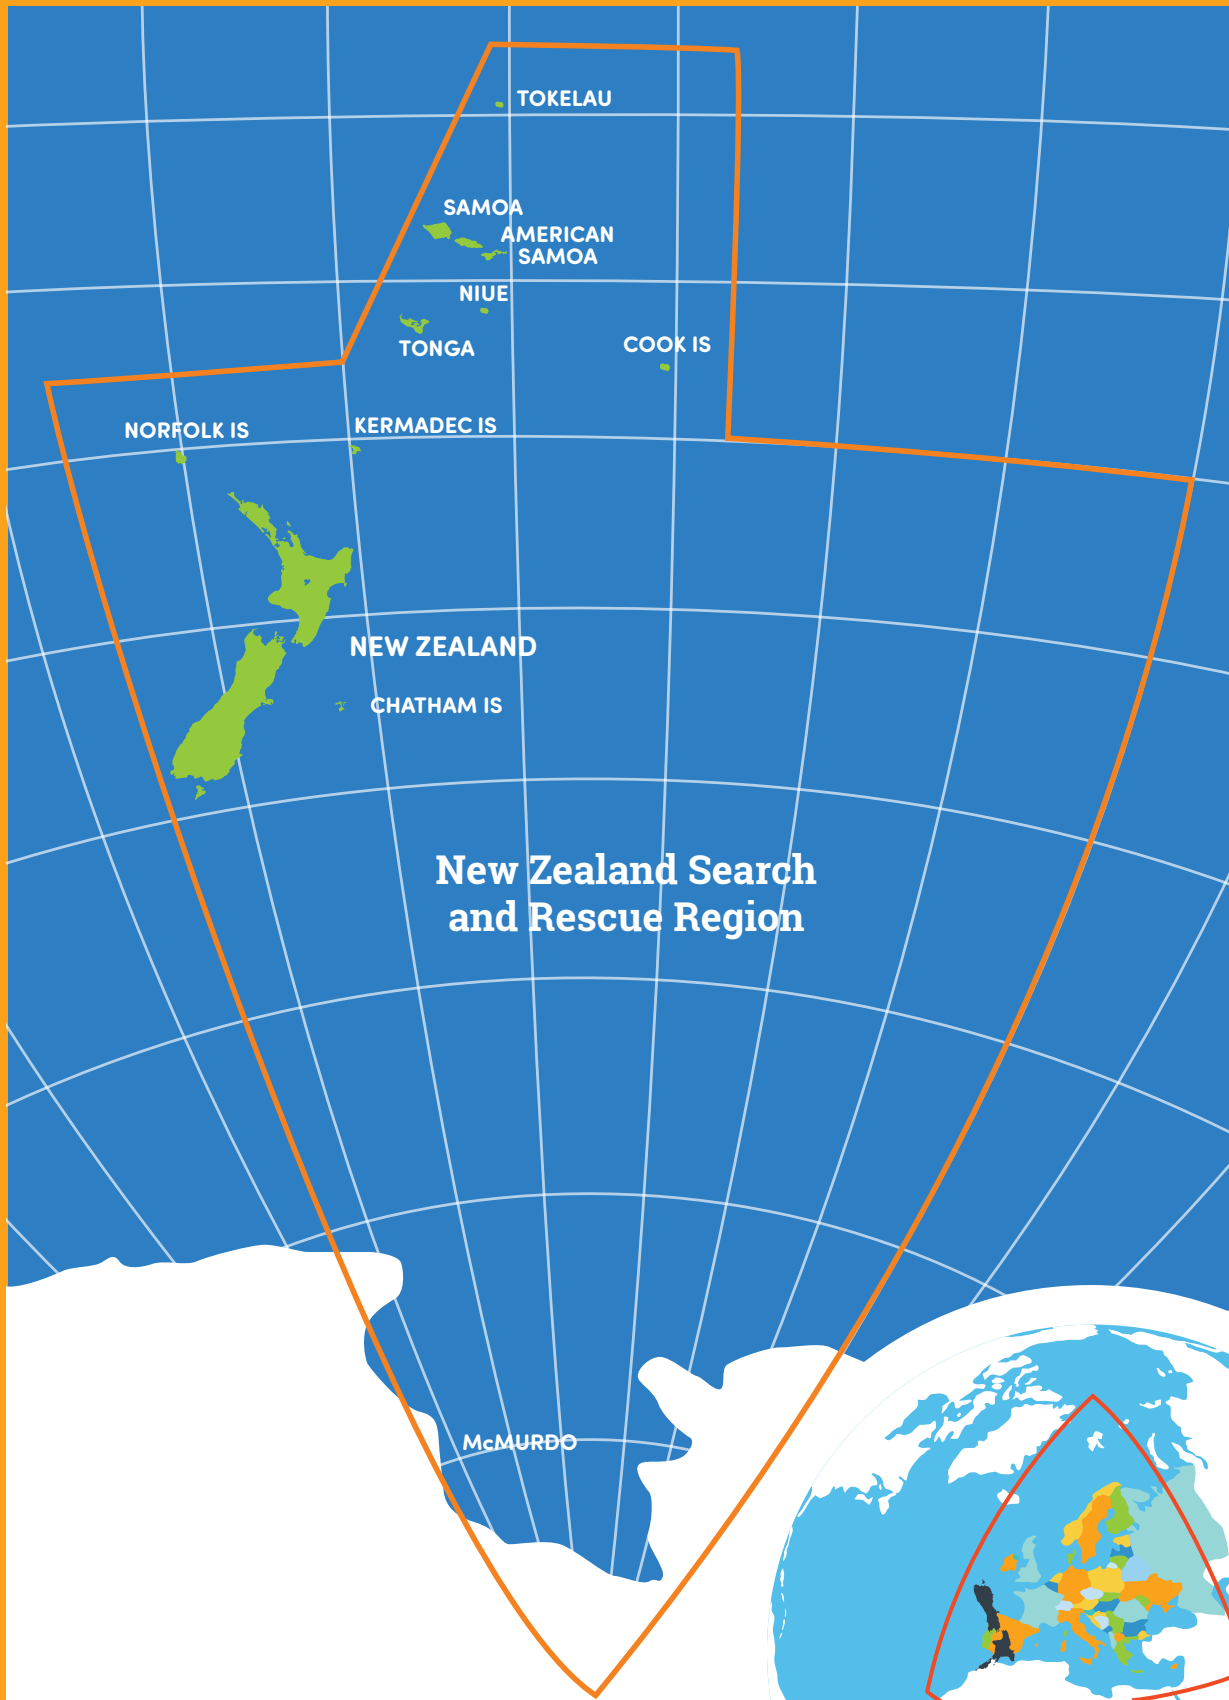 TOKELAU
SAMOA
AMERICAN
SAMOA
NIUE
TONGA
COOK IS
NORFOLK IS
KERMADEC IS
NEW ZEALAND
CHATHAM IS
New Zealand Search
and Rescue Region
McMURDO